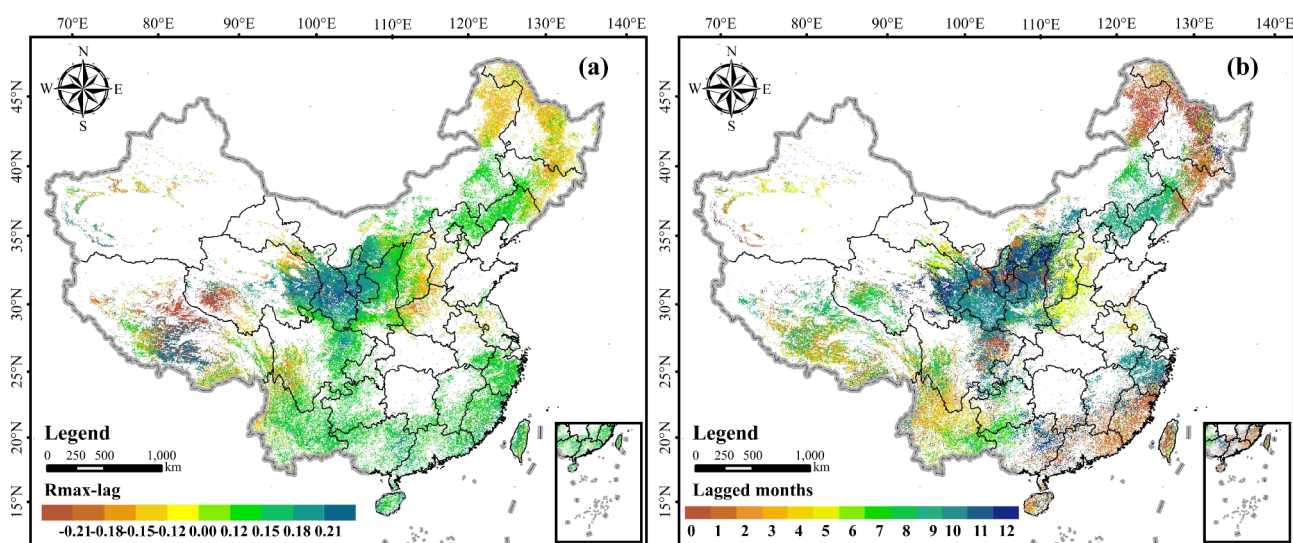 70°E 80°E 90°E 100°E 110°E 120°E 130°E 140°E
N
W E
S
(a)
45°N
40°N
35°N
30°N
25°N
20°N
15°N
Legend
0 250 500 1,000
km
Rmax-lag
-0.21 -0.18 -0.15 -0.12 0.00 0.12 0.15 0.18 0.21
70°E 80°E 90°E 100°E 110°E 120°E 130°E 140°E
N
W E
S
(b)
45°N
40°N
35°N
30°N
25°N
20°N
15°N
Legend
0 250 500 1,000
km
Lagged months
0 1 2 3 4 5 6 7 8 9 10 11 12